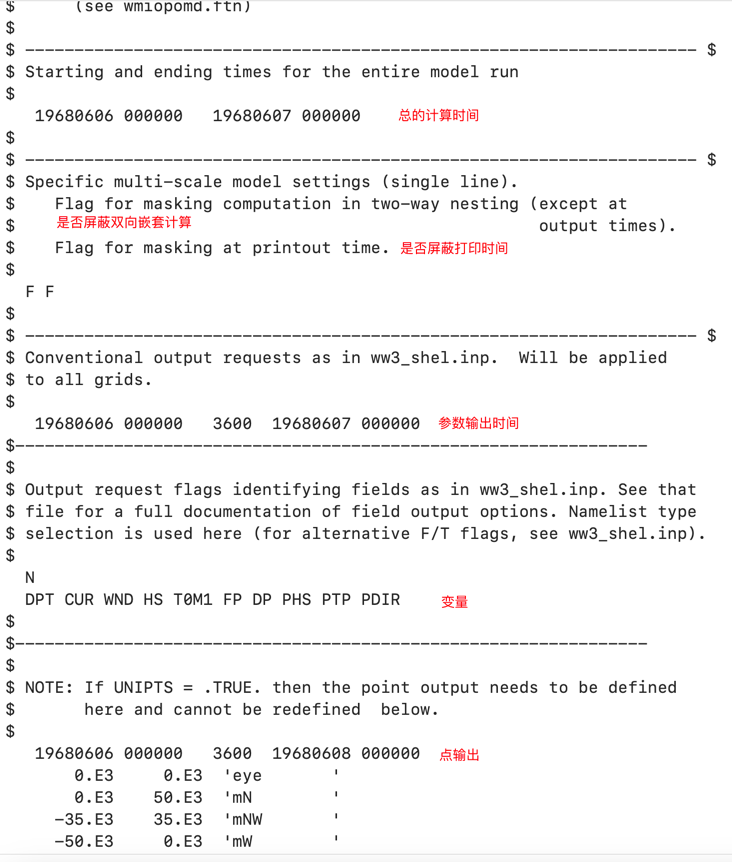 $      (see wmiopomd.ftn)
$
$ -------------------------------------------------------------------- $
$ Starting and ending times for the entire model run
$
   19680606 000000   19680607 000000    总的计算时间
$
$ -------------------------------------------------------------------- $
$ Specific multi-scale model settings (single line).
$    Flag for masking computation in two-way nesting (except at
$    是否屏蔽双向嵌套计算                                   output times).
$    Flag for masking at printout time. 是否屏蔽打印时间
$
  F F
$
$ -------------------------------------------------------------------- $
$ Conventional output requests as in ww3_shel.inp.  Will be applied
$ to all grids.
$
   19680606 000000   3600  19680607 000000  参数输出时间
$----------------------------------------------------------------
$
$ Output request flags identifying fields as in ww3_shel.inp. See that
$ file for a full documentation of field output options. Namelist type
$ selection is used here (for alternative F/T flags, see ww3_shel.inp).
$
  N
  DPT CUR WND HS T0M1 FP DP PHS PTP PDIR    变量
$
$----------------------------------------------------------------
$
$ NOTE: If UNIPTS = .TRUE. then the point output needs to be defined
$       here and cannot be redefined  below.
$
   19680606 000000   3600  19680608 000000  点输出
       0.E3     0.E3  'eye       '
       0.E3    50.E3  'mN        '
     -35.E3    35.E3  'mNW       '
     -50.E3     0.E3  'mW        '